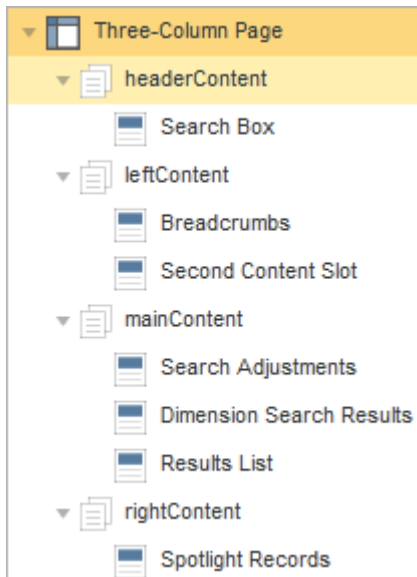 Three-Column Page
headerContent
Search Box
leftContent
Breadcrumbs
Second Content Slot
mainContent
Search Adjustments
Dimension Search Results
Results List
rightContent
Spotlight Records